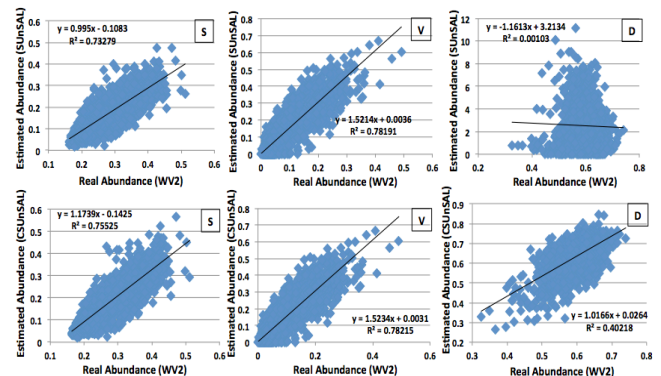 Estimated Abundance (SUnSAL)
0.6
0.5
0.4
0.3
0.2
0.1
0
y = 0.995x - 0.1083
R² = 0.73279
S
0.1 0.2 0.3 0.4 0.5 0.6
Real Abundance (WV2)
Estimated Abundance (SUnSAL)
0.8
0.7
0.6
0.5
0.4
0.3
0.2
0.1
0
V
y = 1.5214x + 0.0036
R² = 0.78191
0 0.2 0.4 0.6
Real Abundance (WV2)
Estimated Abundance (SUnSAL)
12
10
8
6
4
2
0
y = -1.1613x + 3.2134
R² = 0.00103
D
0.2 0.4 0.6 0.8
Real Abundance (WV2)
Estimated Abundance (CSUnSAL)
0.6
0.5
0.4
0.3
0.2
0.1
0
y = 1.1739x - 0.1425
R² = 0.75525
S
0.1 0.2 0.3 0.4 0.5 0.6
Real Abundance (WV2)
Estimated Abundance (CSUnSAL)
0.8
0.7
0.6
0.5
0.4
0.3
0.2
0.1
0
V
y = 1.5234x + 0.0031
R² = 0.78215
0 0.2 0.4 0.6
Real Abundance (WV2)
Estimated Abundance (CSUnSAL)
0.9
0.8
0.7
0.6
0.5
0.4
0.3
0.2
D
y = 1.0166x + 0.0264
R² = 0.40218
0.3 0.4 0.5 0.6 0.7 0.8
Real Abundance (WV2)